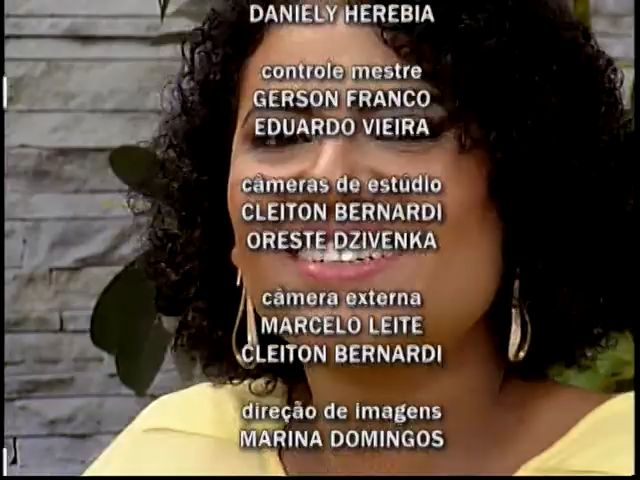 DANIELY HEREBIA
controle mestre
GERSON FRANCO
EDUARDO VIEIRA
câmeras de estúdio
CLEITON BERNARDI
ORESTE DZIVENKA
câmera externa
MARCELO LEITE
CLEITON BERNARDI
direção de imagens
MARINA DOMINGOS